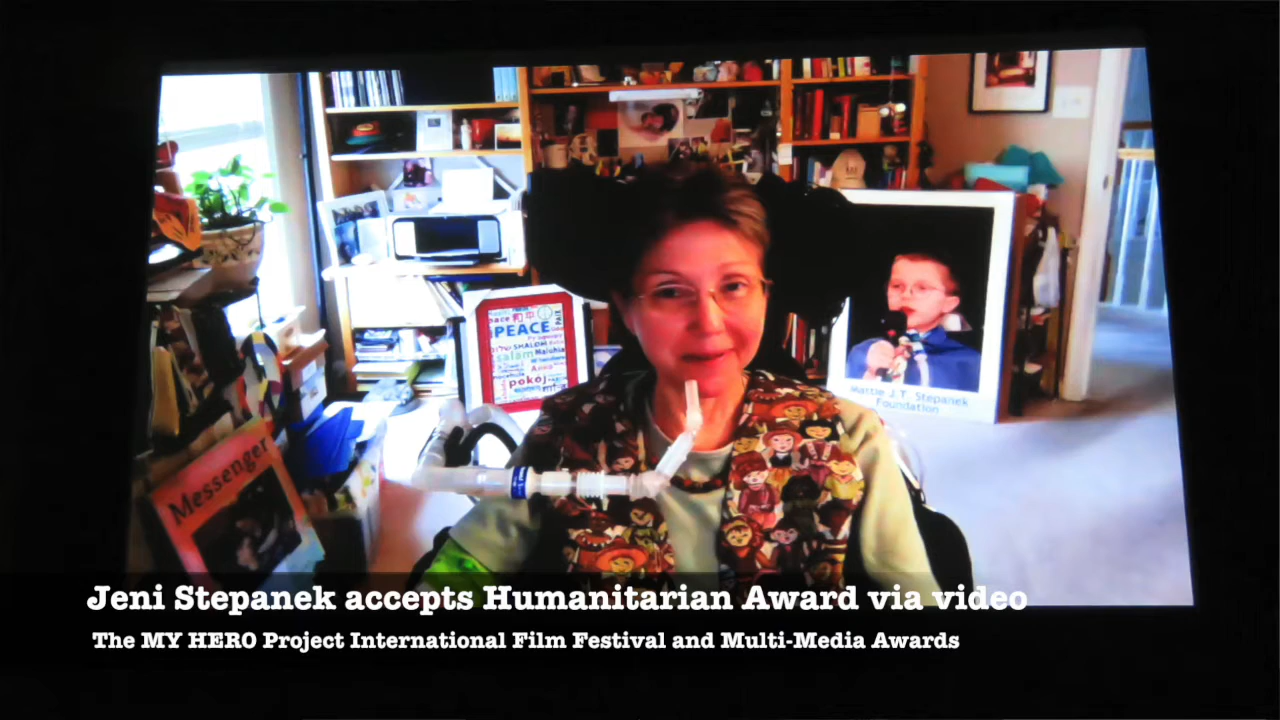 PEACE
SHALOM
salam Maluhia
pokoj
Mattie J.T. Stepanek
Foundation
Messenger
Jeni Stepanek accepts Humanitarian Award via video
The MY HERO Project International Film Festival and Multi-Media Awards